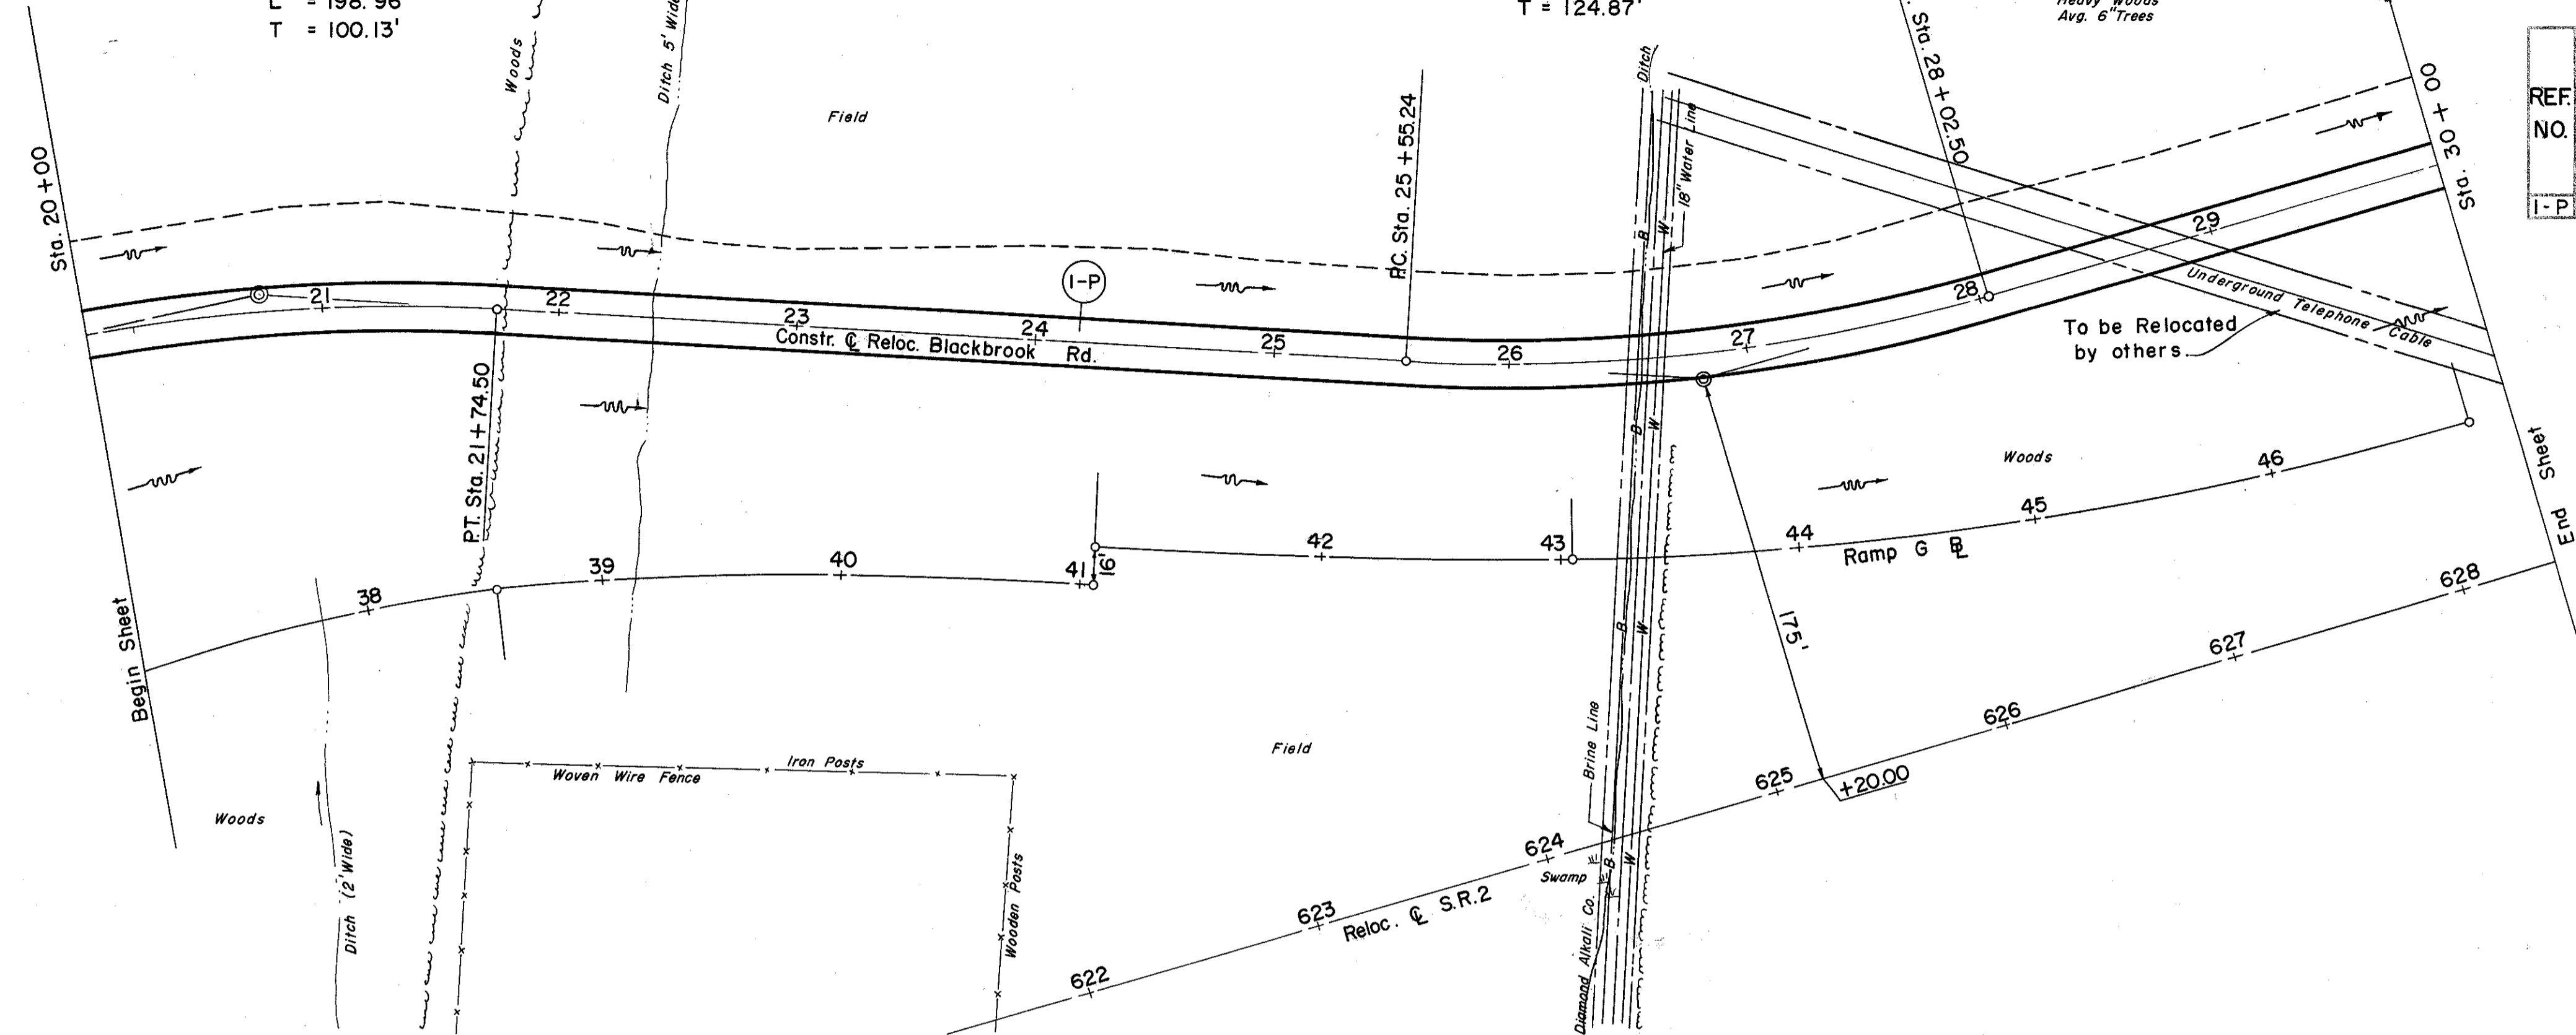 L = 198.96'
T = 100.13'
T = 124.87'
Heavy Woods
Avg. 6" Trees
REF.
NO.
1-P
Sta. 20+00
Begin Sheet
Woods
Ditch 5' Wide
Field
P.C. Sta. 25+55.24
Ditch
18" Water Line
Sta. 28+02.50
Sta. 30+00
End Sheet
1-P
21
22
23
24
25
26
27
28
29
Constr. ℄ Reloc. Blackbrook Rd.
Underground Telephone Cable
To be Relocated
by others
P.T. Sta. 21+74.50
B
W
B
W
B
W
B
W
Woods
38
39
40
41
16'
42
43
44
45
46
Ramp G BL
175'
628
627
626
625
+20.00
624
623
622
Reloc. ℄ S.R.2
Field
Brine Line
Swamp
Diamond Alkali Co.
Iron Posts
Woven Wire Fence
Wooden Posts
Woods
Ditch (2' Wide)